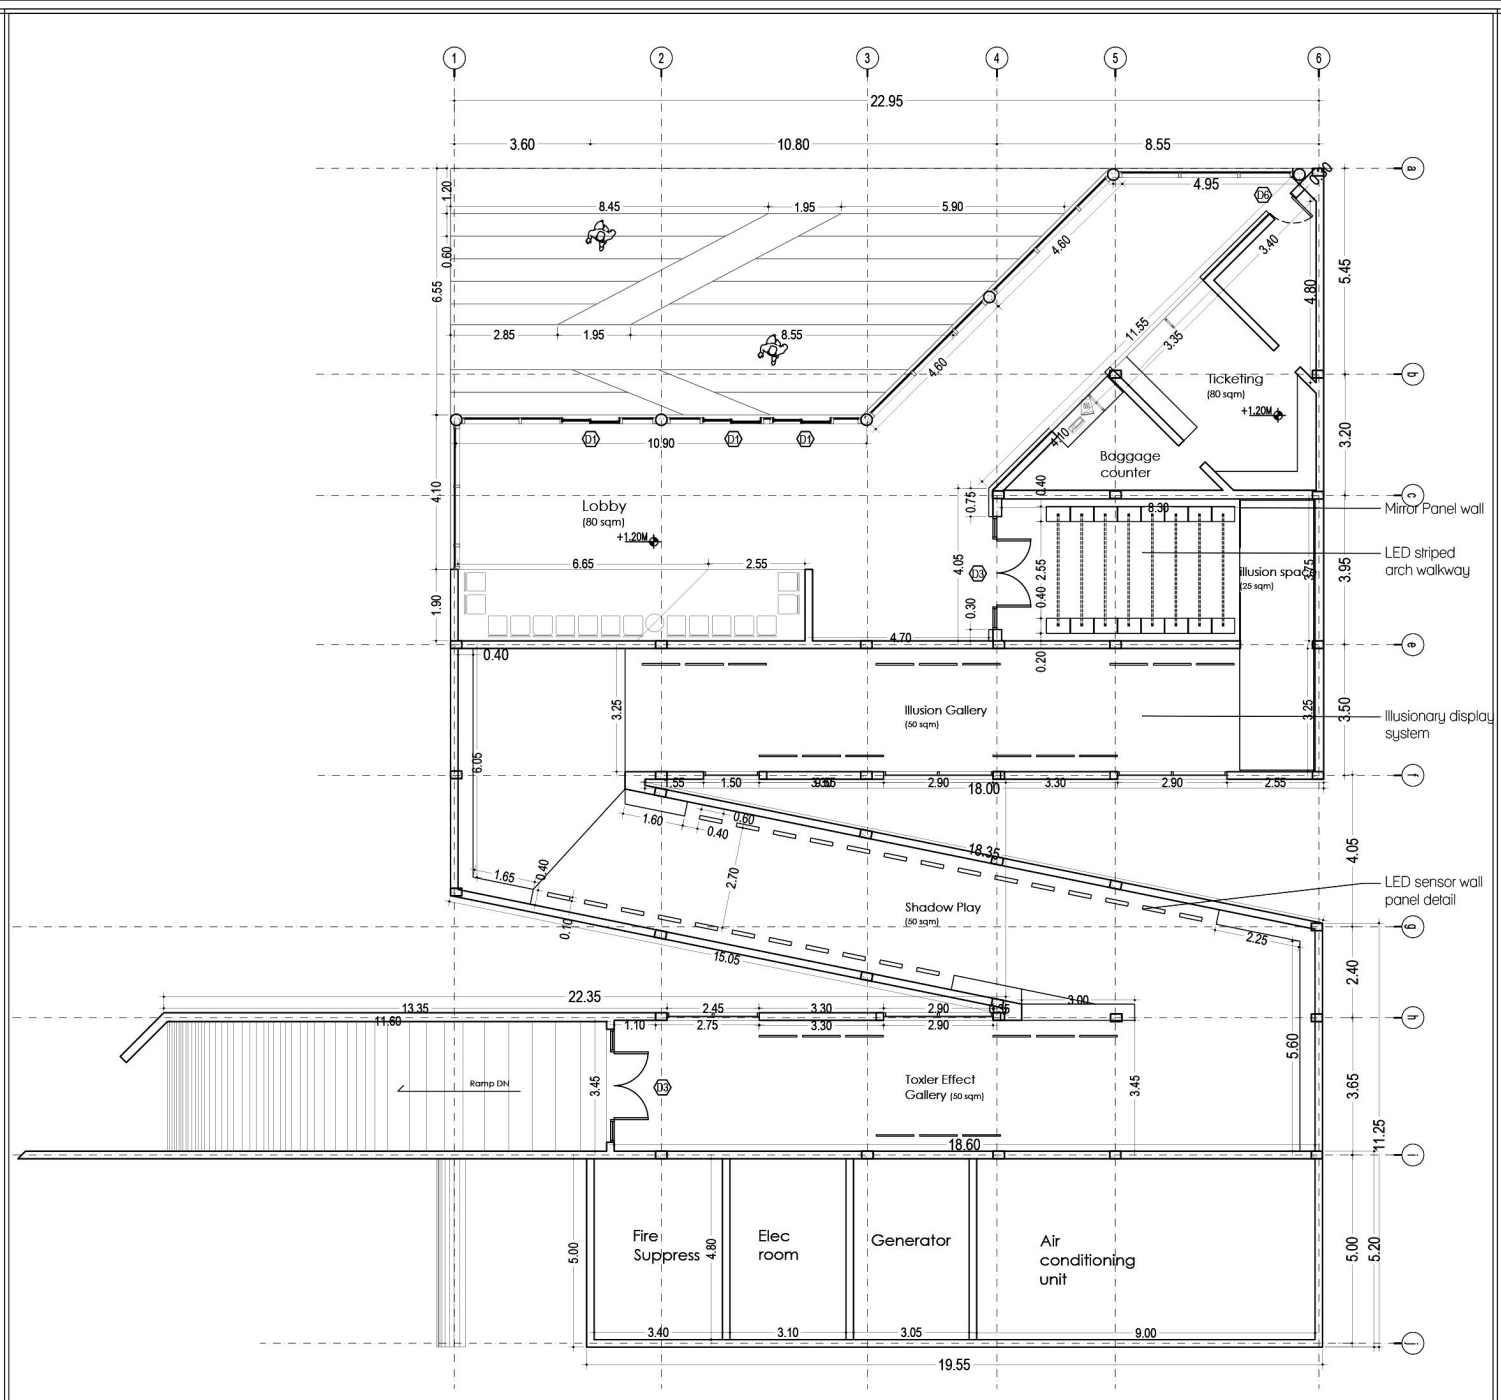 1 2 3 4 5 6
22.95
3.60 10.80 8.55
a
4.95
D6
1.20
8.45 1.95 5.90
0.60
6.55
4.60
3.40
5.45
4.80
2.85 1.95 8.55
11.55
3.35
4.60
b
Ticketing
(80 sqm)
+1.20M
D1 D1 D1
10.90
4.10
3.20
Baggage
counter
4.10
0.40
0.75
8.30
c
Mirror Panel wall
Lobby
(80 sqm)
+1.20M
LED striped
arch walkway
6.65 2.55
4.05
D3
2.55
illusion space
(25 sqm)
3.75
3.95
1.90
0.30
0.40
4.70
0.40
0.20
e
3.25
Illusion Gallery
(50 sqm)
3.25
3.50
Illusionary display
system
6.05
1.55 1.50 2.90 3.30 2.90 2.55
18.00
f
1.60 0.40 0.60
18.35
4.05
1.65 0.40
2.70
LED sensor wall
panel detail
Shadow Play
(50 sqm)
0.10
15.05
2.25
g
2.40
22.35
13.35 2.45 3.30 2.90 3.00
11.60 1.10 2.75 3.30 2.90
h
5.60
Ramp DN
3.45
D3
Toxler Effect
Gallery (50 sqm)
3.45
3.65
11.25
18.60
i
5.00
Fire
Suppress
4.80
Elec
room
Generator
Air
conditioning
unit
5.00
5.20
3.40 3.10 3.05 9.00
j
19.55